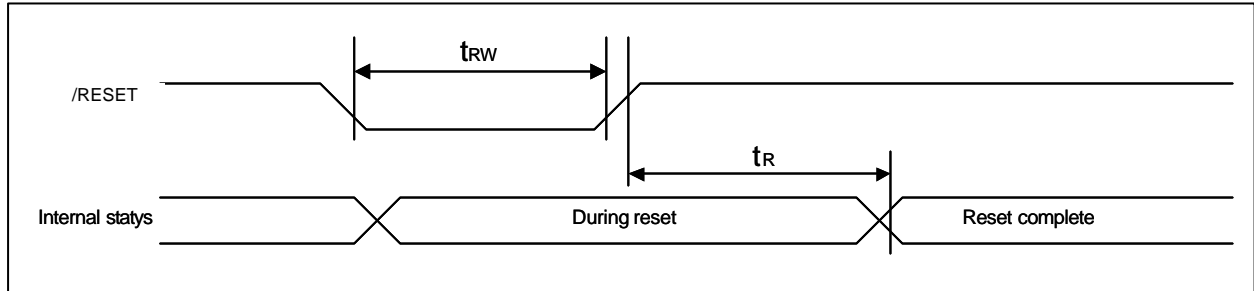 tRW
/RESET
tR
Internal statys
During reset
Reset complete